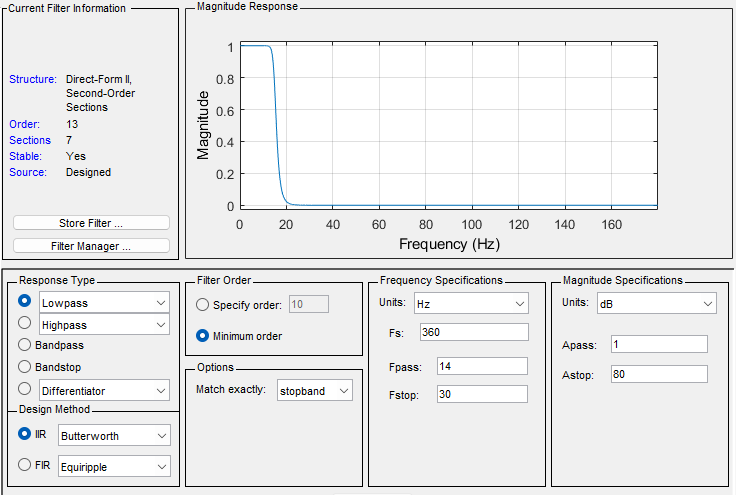 Current Filter Information
Structure: Direct-Form II,
Second-Order
Sections
Order: 13
Sections 7
Stable: Yes
Source: Designed
Store Filter ...
Filter Manager ...
Magnitude Response
Magnitude
1
0.8
0.6
0.4
0.2
0
0 20 40 60 80 100 120 140 160
Frequency (Hz)
Response Type
Lowpass
Highpass
Bandpass
Bandstop
Differentiator
Design Method
IIR Butterworth
FIR Equiripple
Filter Order
Specify order: 10
Minimum order
Options
Match exactly: stopband
Frequency Specifications
Units: Hz
Fs: 360
Fpass: 14
Fstop: 30
Magnitude Specifications
Units: dB
Apass: 1
Astop: 80